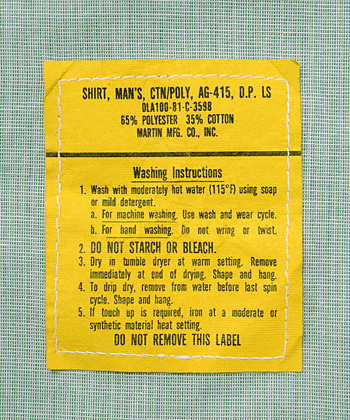 SHIRT, MAN'S, CTN/POLY, AG-415, D.P. LS
DLA100-81-C-3598
65% POLYESTER 35% COTTON
MARTIN MFG. CO., INC.
Washing Instructions
1. Wash with moderately hot water (115°F) using soap
or mild detergent.
a. For machine washing. Use wash and wear cycle.
b. For hand washing. Do not wring or twist.
2. DO NOT STARCH OR BLEACH.
3. Dry in tumble dryer at warm setting. Remove
immediately at end of drying. Shape and hang.
4. To drip dry, remove from water before last spin
cycle. Shape and hang.
5. If touch up is required, iron at a moderate or
synthetic material heat setting.
DO NOT REMOVE THIS LABEL